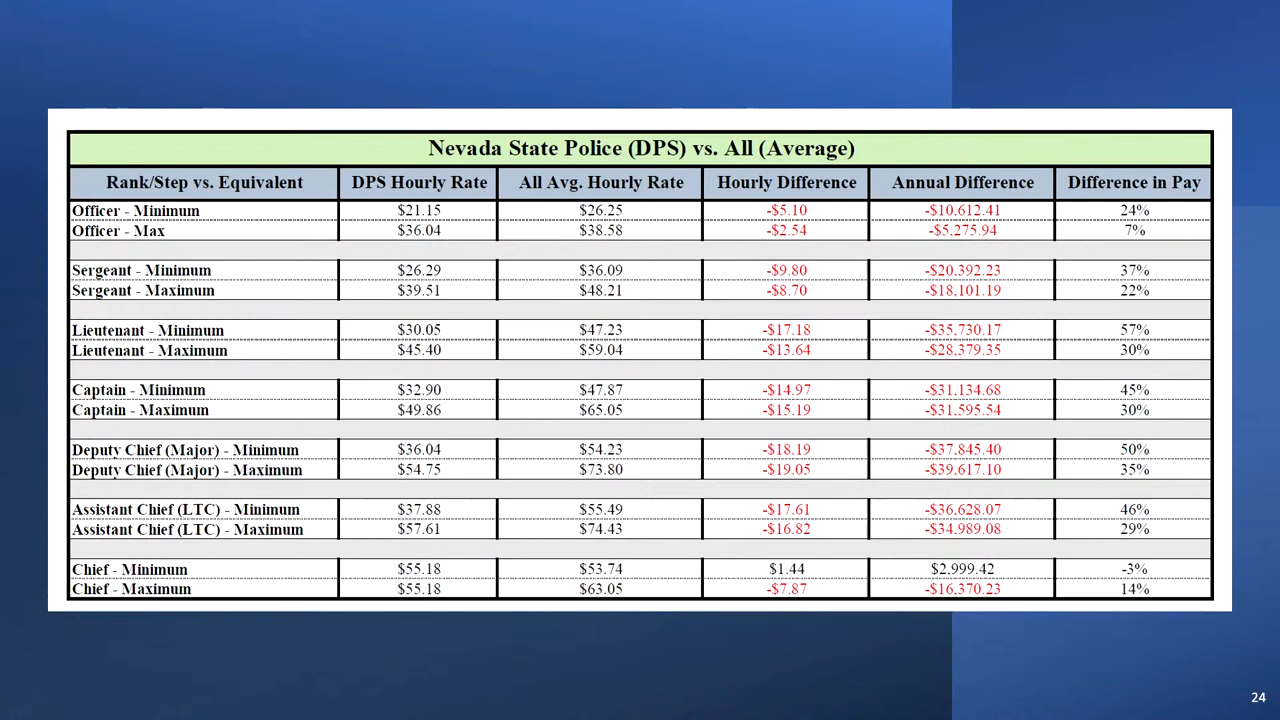 Nevada State Police (DPS) vs. All (Average)
Rank/Step vs. Equivalent DPS Hourly Rate All Avg. Hourly Rate Hourly Difference Annual Difference Difference in Pay
Officer - Minimum $21.15 $26.25 -$5.10 -$10,612.41 24%
Officer - Max $36.04 $38.58 -$2.54 -$5,275.94 7%
Sergeant - Minimum $26.29 $36.09 -$9.80 -$20,392.23 37%
Sergeant - Maximum $39.51 $48.21 -$8.70 -$18,101.19 22%
Lieutenant - Minimum $30.05 $47.23 -$17.18 -$35,730.17 57%
Lieutenant - Maximum $45.40 $59.04 -$13.64 -$28,379.35 30%
Captain - Minimum $32.90 $47.87 -$14.97 -$31,134.68 45%
Captain - Maximum $49.86 $65.05 -$15.19 -$31,595.54 30%
Deputy Chief (Major) - Minimum $36.04 $54.23 -$18.19 -$37,845.40 50%
Deputy Chief (Major) - Maximum $54.75 $73.80 -$19.05 -$39,617.10 35%
Assistant Chief (LTC) - Minimum $37.88 $55.49 -$17.61 -$36,628.07 46%
Assistant Chief (LTC) - Maximum $57.61 $74.43 -$16.82 -$34,989.08 29%
Chief - Minimum $55.18 $53.74 $1.44 $2,999.42 -3%
Chief - Maximum $55.18 $63.05 -$7.87 -$16,370.23 14%
24